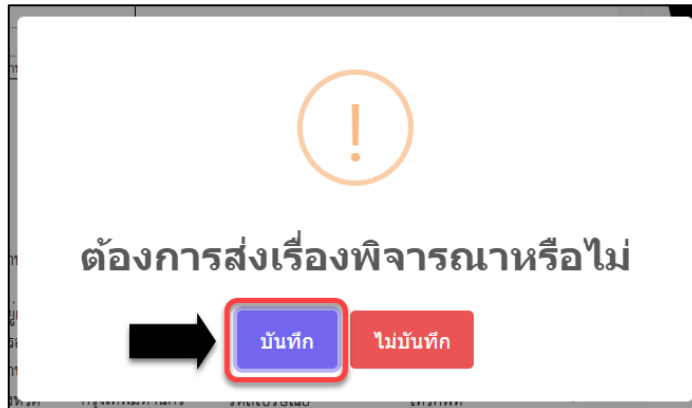 !
ต้องการส่งเรื่องพิจารณาหรือไม่
บันทึก ไม่บันทึก